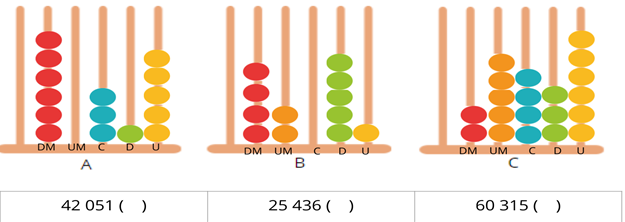 DM UM C D U
A
DM UM C D U
B
DM UM C D U
C
42 051 ( )
25 436 ( )
60 315 ( )